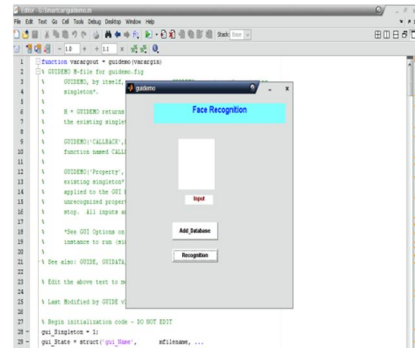 Editor - D:\Smartcar\guidemo.m
File Edit Text Go Cell Tools Debug Desktop Window Help
Stack: Base
- 1.0 + ÷ 1.1 ×
1 function varargout = guidemo(varargin)
2 % GUIDEMO M-file for guidemo.fig
3 % GUIDEMO, by itself,
4 % singleton*.
5 %
6 % H = GUIDEMO returns
7 % the existing singlet
8 %
9 % GUIDEMO('CALLBACK',
10 % function named CALL
11 %
12 % GUIDEMO('Property',
13 % existing singleton*.
14 % applied to the GUI
15 % unrecognized propert
16 % stop. All inputs a
17 %
18 % *See GUI Options on
19 % instance to run (si
20 %
21 % See also: GUIDE, GUIDATA,
22
23 % Edit the above text to m
24
25 % Last Modified by GUIDE v
26
27 % Begin initialization code - DO NOT EDIT
28 - gui_Singleton = 1;
29 - gui_State = struct('gui_Name', mfilename, ...
guidemo
Face Recognition
Input
Add_Database
Recognition